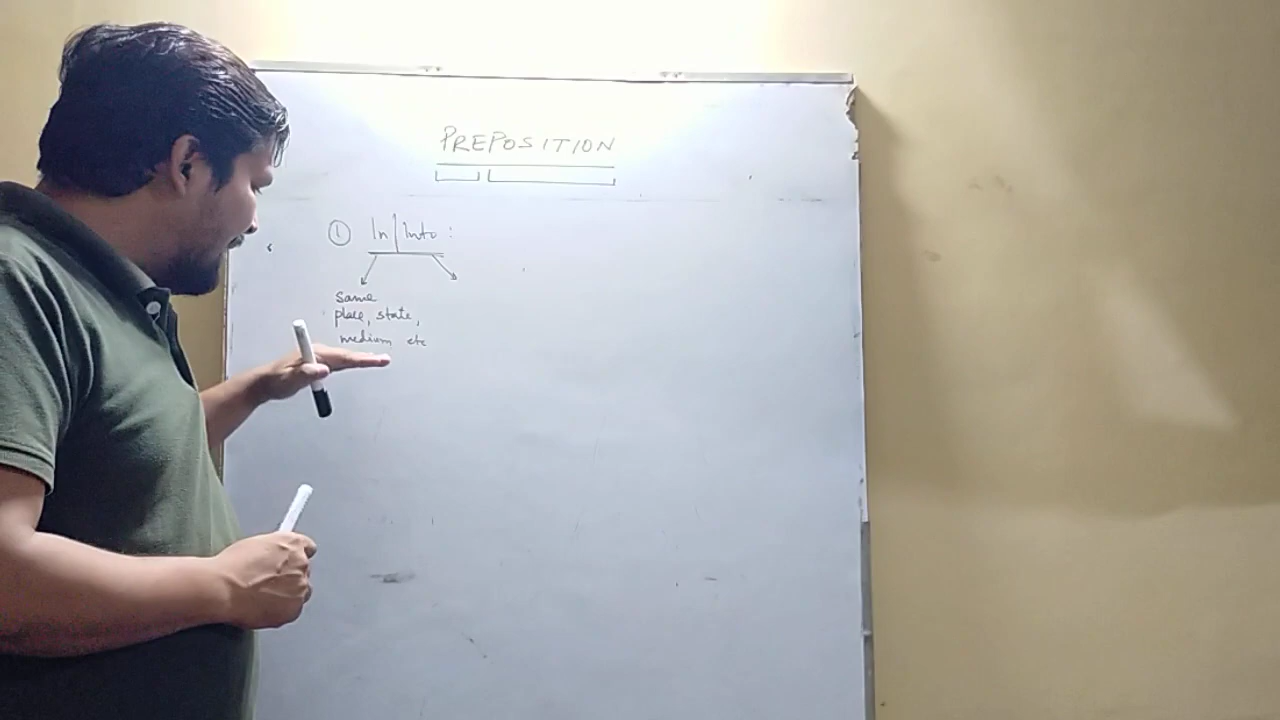 PREPOSITION
① In | Into :
Same
place, state,
medium etc